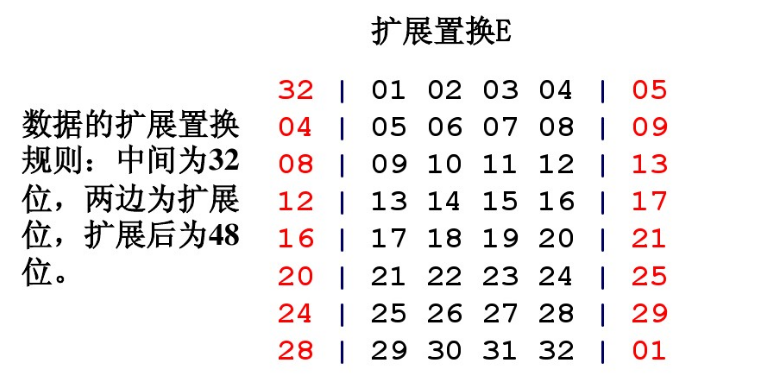 扩展置换E
数据的扩展置换
规则：中间为32
位，两边为扩展
位，扩展后为48
位。
32 | 01 02 03 04 | 05
04 | 05 06 07 08 | 09
08 | 09 10 11 12 | 13
12 | 13 14 15 16 | 17
16 | 17 18 19 20 | 21
20 | 21 22 23 24 | 25
24 | 25 26 27 28 | 29
28 | 29 30 31 32 | 01